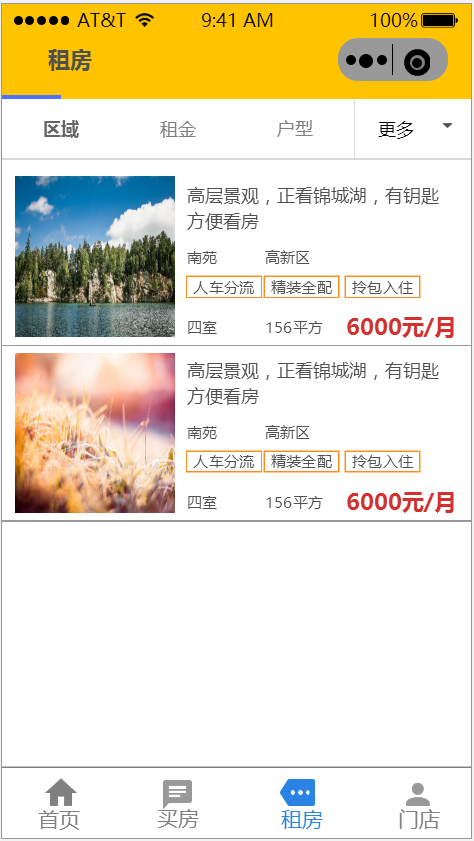 AT&T 9:41 AM 100%
租房
区域 租金 户型 更多
高层景观，正看锦城湖，有钥匙
方便看房
南苑 高新区
人车分流 精装全配 拎包入住
四室 156平方 6000元/月
高层景观，正看锦城湖，有钥匙
方便看房
南苑 高新区
人车分流 精装全配 拎包入住
四室 156平方 6000元/月
首页 买房 租房 门店